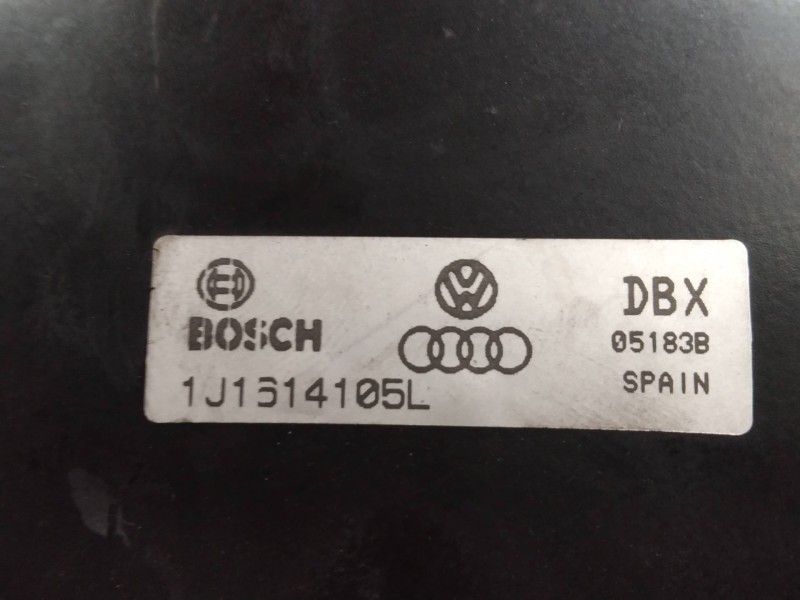 BOSCH
1J1614105L
DBX
05183B
SPAIN